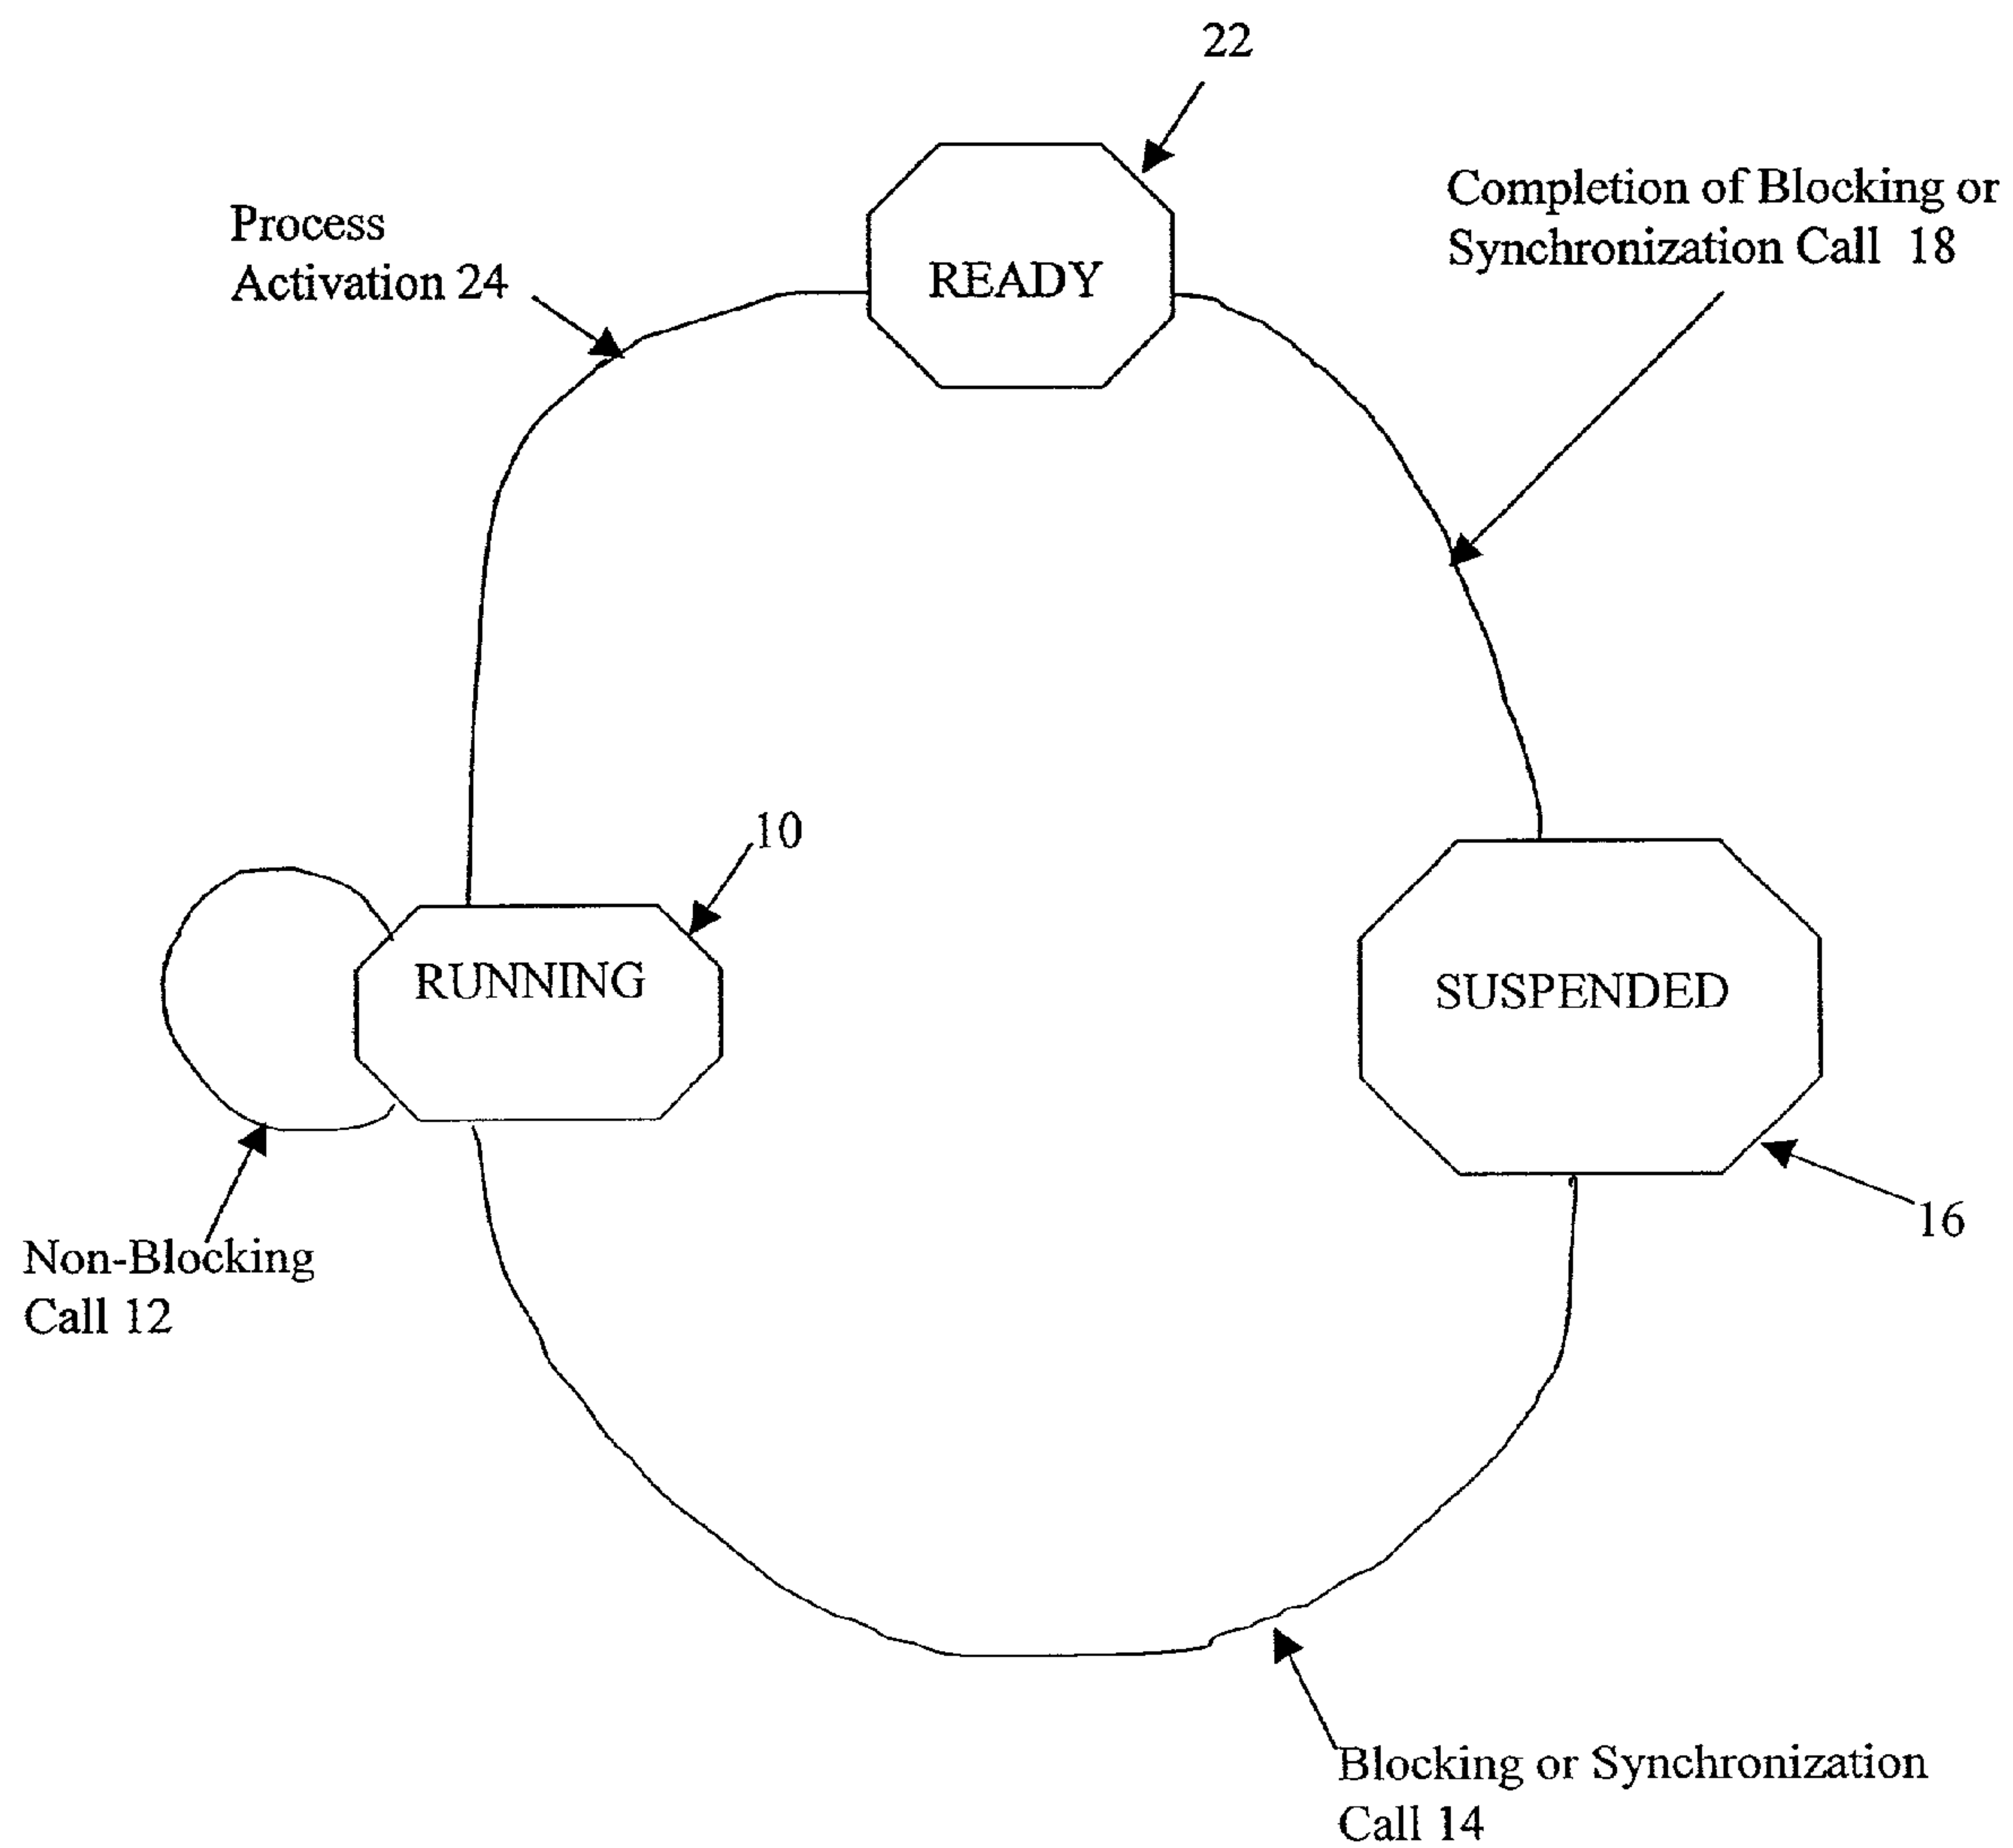 22
Completion of Blocking or
Synchronization Call 18
Process
Activation 24
READY
10
RUNNING
SUSPENDED
16
Non-Blocking
Call 12
Blocking or Synchronization
Call 14